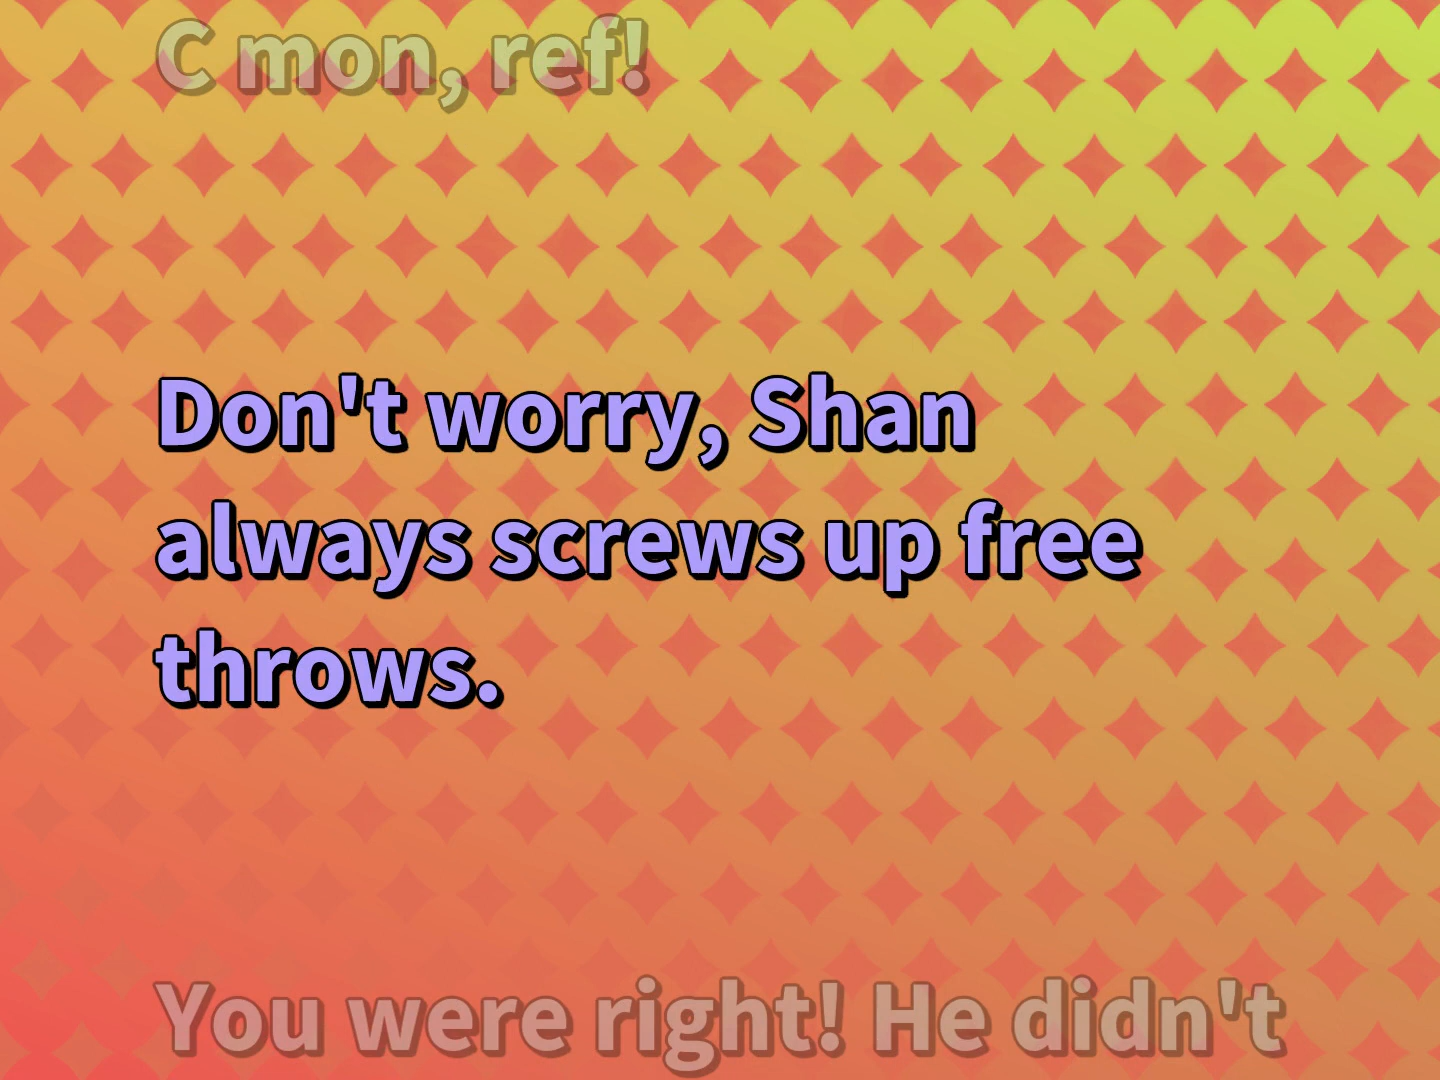 C mon, ref!
Don't worry, Shan
always screws up free
throws.
You were right! He didn't